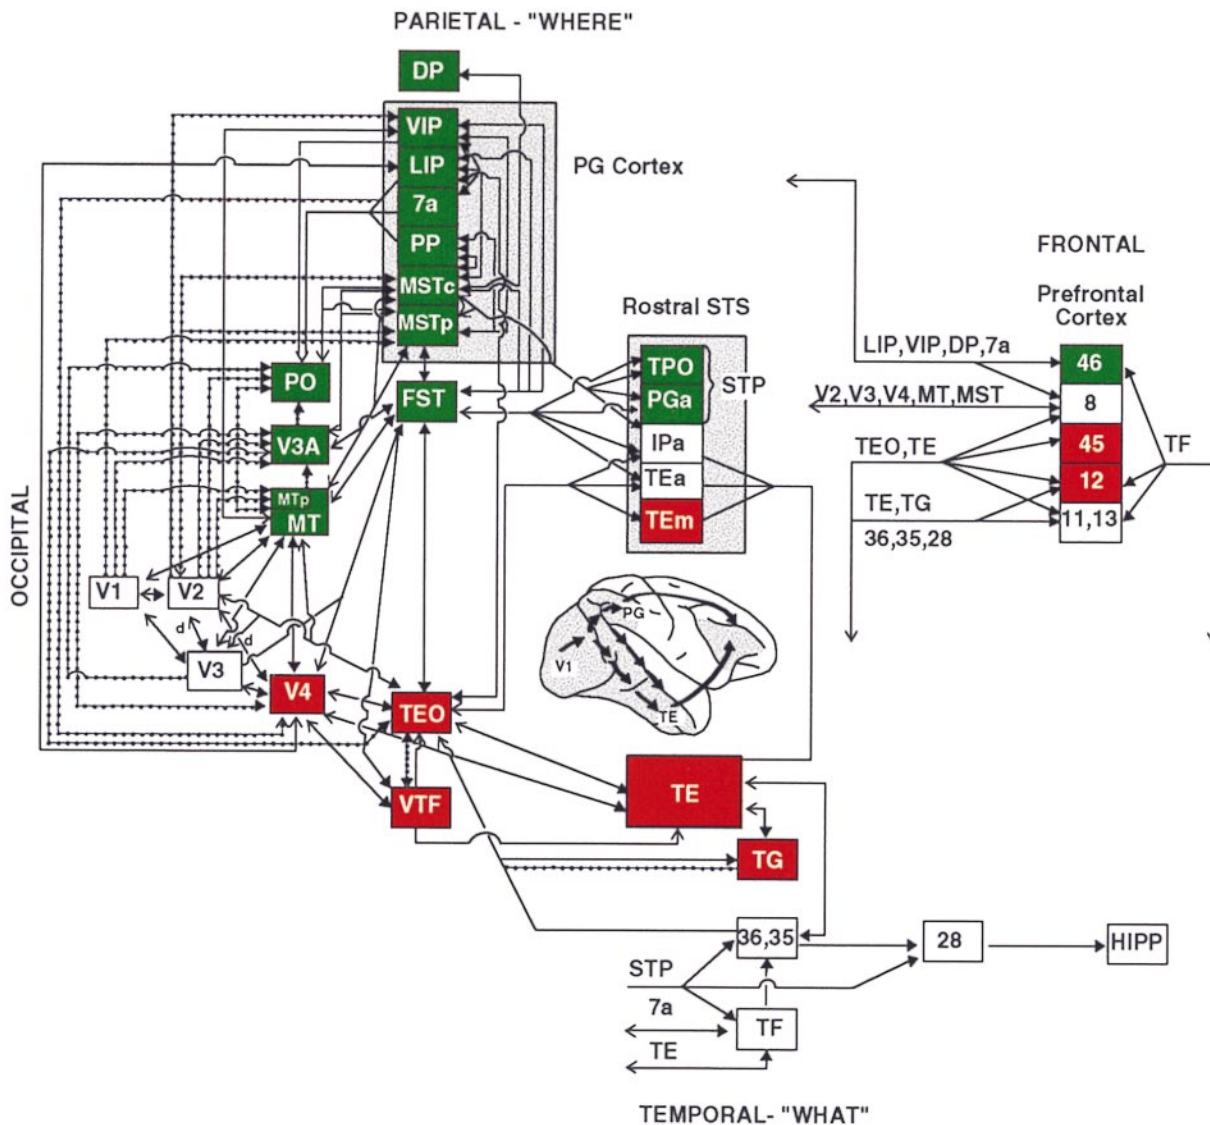 PARIETAL - "WHERE"
DP
VIP
LIP
7a
PP
MSTc
MSTp
PG Cortex
FRONTAL
Prefrontal
Cortex
46
8
45
12
11,13
LIP,VIP,DP,7a
V2,V3,V4,MT,MST
TEO,TE
TE,TG
36,35,28
TF
Rostral STS
TPO
PGa
STP
IPa
TEa
TEm
PO
FST
V3A
MTp
MT
OCCIPITAL
V1
V2
d
d
V3
V4
TEO
VTF
PG
V1
TE
TE
TG
36,35
28
HIPP
STP
7a
TF
TE
TEMPORAL- "WHAT"